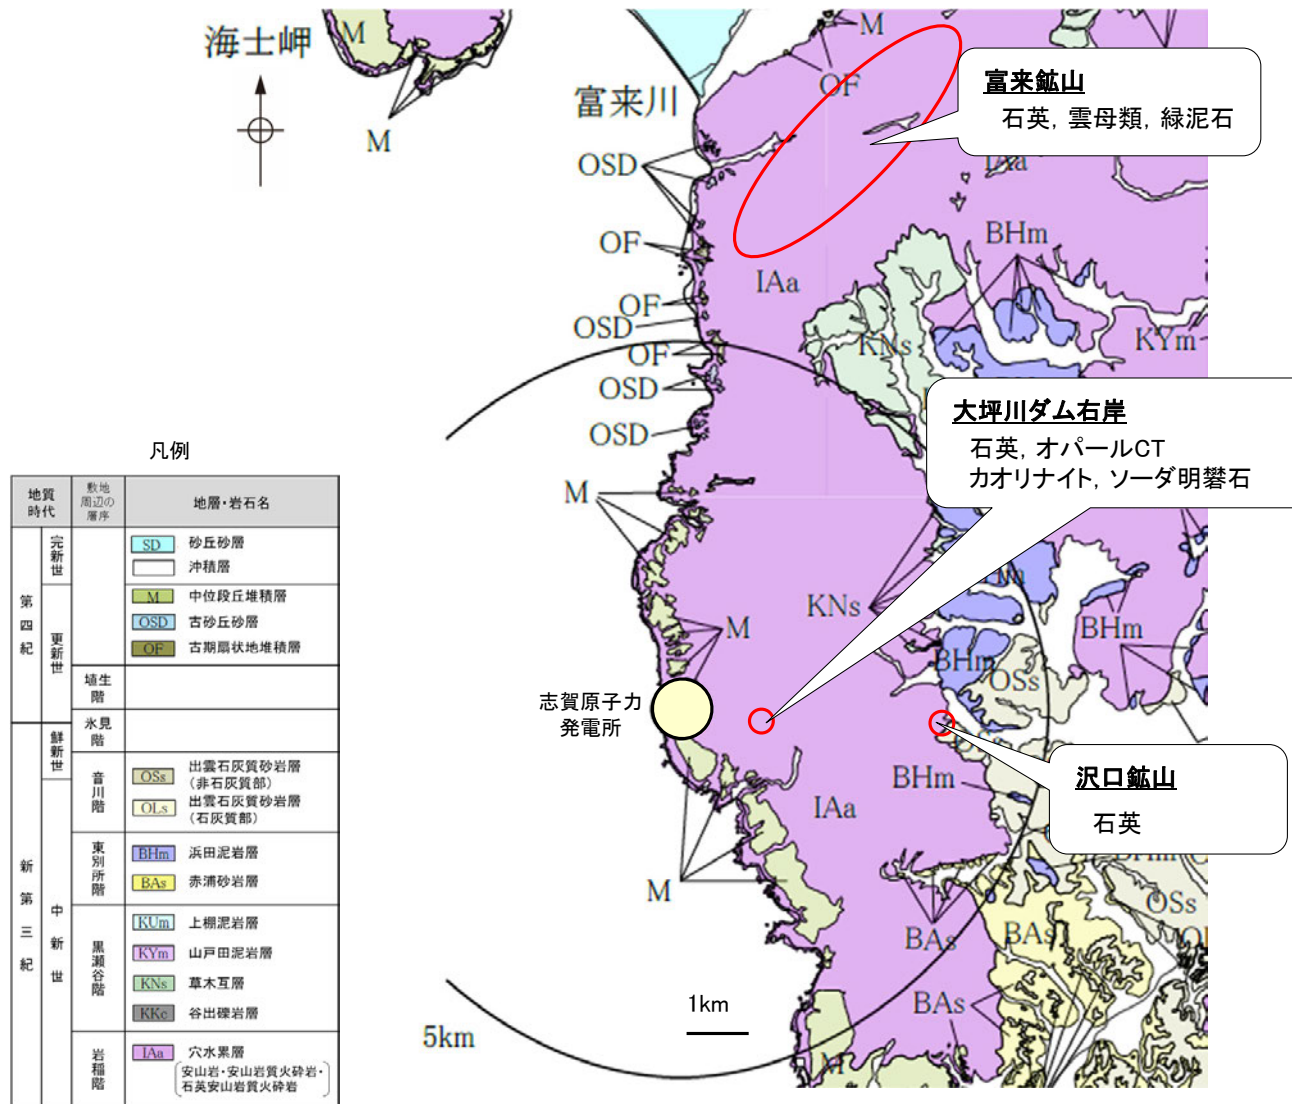 海士岬
M
M
M
OF
富来川
OSD
OF
OF
OSD
OF
OSD
OSD
M
IAa
IAa
BHm
KNs
KYm
富来鉱山
石英, 雲母類, 緑泥石
大坪川ダム右岸
石英, オパールCT
カオリナイト, ソーダ明礬石
KNs
M
BHm
BHm
OSs
志賀原子力
発電所
沢口鉱山
石英
BHm
IAa
M
BAs
BAs
OSs
BAs
M
1km
5km
凡例
地質時代
敷地周辺の層序
地層・岩石名
第四紀
完新世
SD 砂丘砂層
沖積層
更新世
M 中位段丘堆積層
OSD 古砂丘砂層
OF 古期扇状地堆積層
埴生階
新第三紀
鮮新世
氷見階
中新世
音川階
OSs 出雲石灰質砂岩層
(非石灰質部)
OLs 出雲石灰質砂岩層
(石灰質部)
東別所階
BHm 浜田泥岩層
BAs 赤浦砂岩層
黒瀬谷階
KUm 上棚泥岩層
KYm 山戸田泥岩層
KNs 草木互層
KKc 谷出礫岩層
岩稲階
IAa 穴水累層
安山岩・安山岩質火砕岩・
石英安山岩質火砕岩